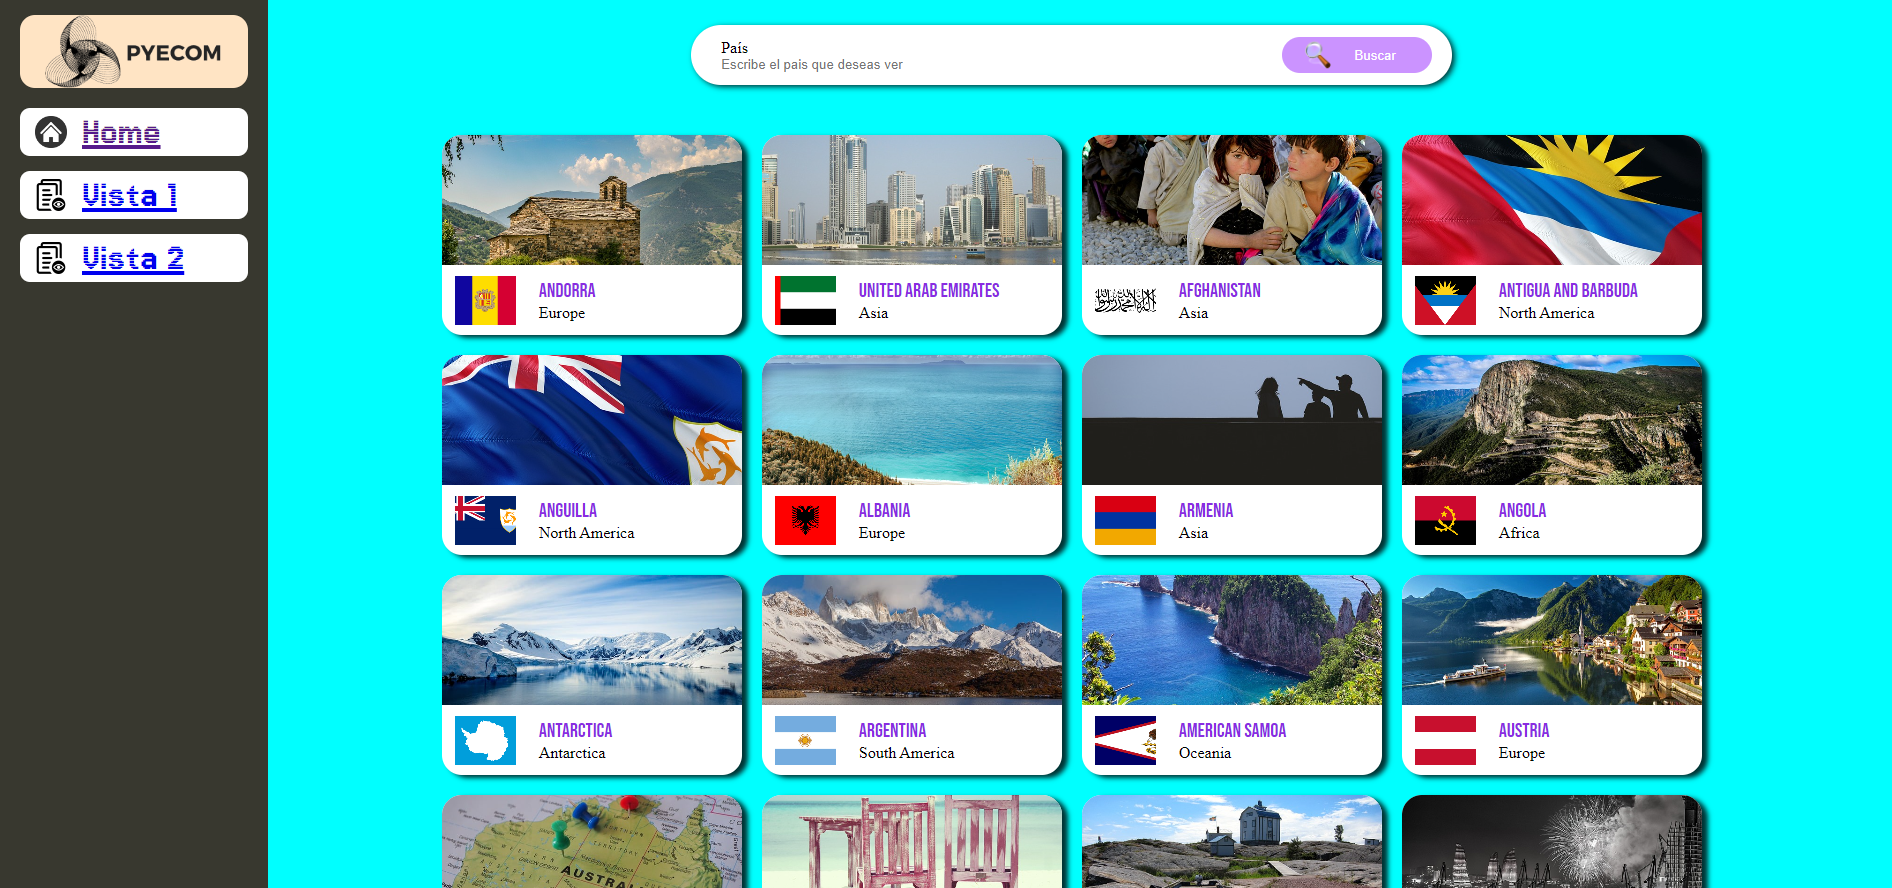 PYECOM
Home
Vista 1
Vista 2
País
Escribe el pais que deseas ver
Buscar
ANDORRA
Europe
UNITED ARAB EMIRATES
Asia
AFGHANISTAN
Asia
ANTIGUA AND BARBUDA
North America
ANGUILLA
North America
ALBANIA
Europe
ARMENIA
Asia
ANGOLA
Africa
ANTARCTICA
Antarctica
ARGENTINA
South America
AMERICAN SAMOA
Oceania
AUSTRIA
Europe